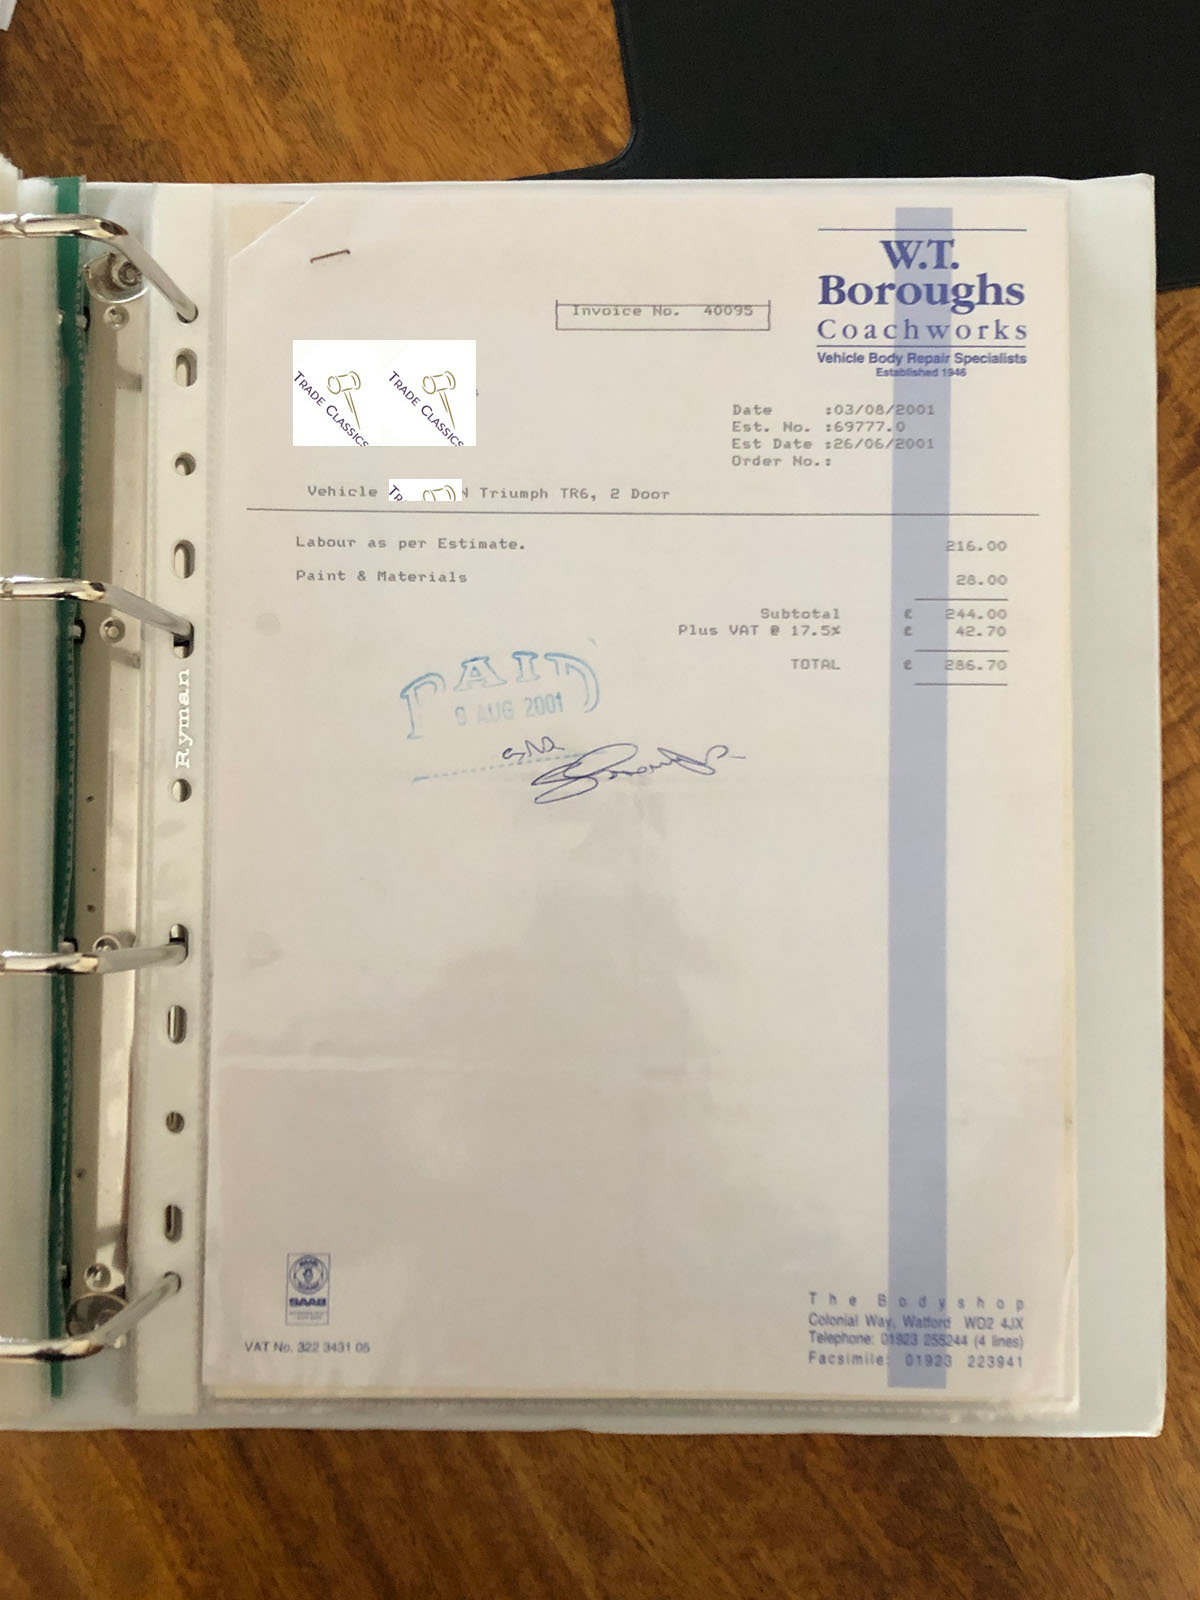 W.T.
Boroughs
Coachworks
Vehicle Body Repair Specialists
Established 1946
Invoice No. 40095
TRADE CLASSICS TRADE CLASSICS
Date :03/08/2001
Est. No. :69777.0
Est Date :26/06/2001
Order No.:
Vehicle TR N Triumph TR6, 2 Door
Labour as per Estimate. 216.00
Paint & Materials 28.00
Subtotal £ 244.00
Plus VAT @ 17.5% £ 42.70
TOTAL £ 286.70
PAID
9 AUG 2001
Ryman
SAAB
VAT No. 322 3431 05
The Bodyshop
Colonial Way, Watford WD2 4JX
Telephone: 01923 255244 (4 lines)
Facsimile: 01923 223941